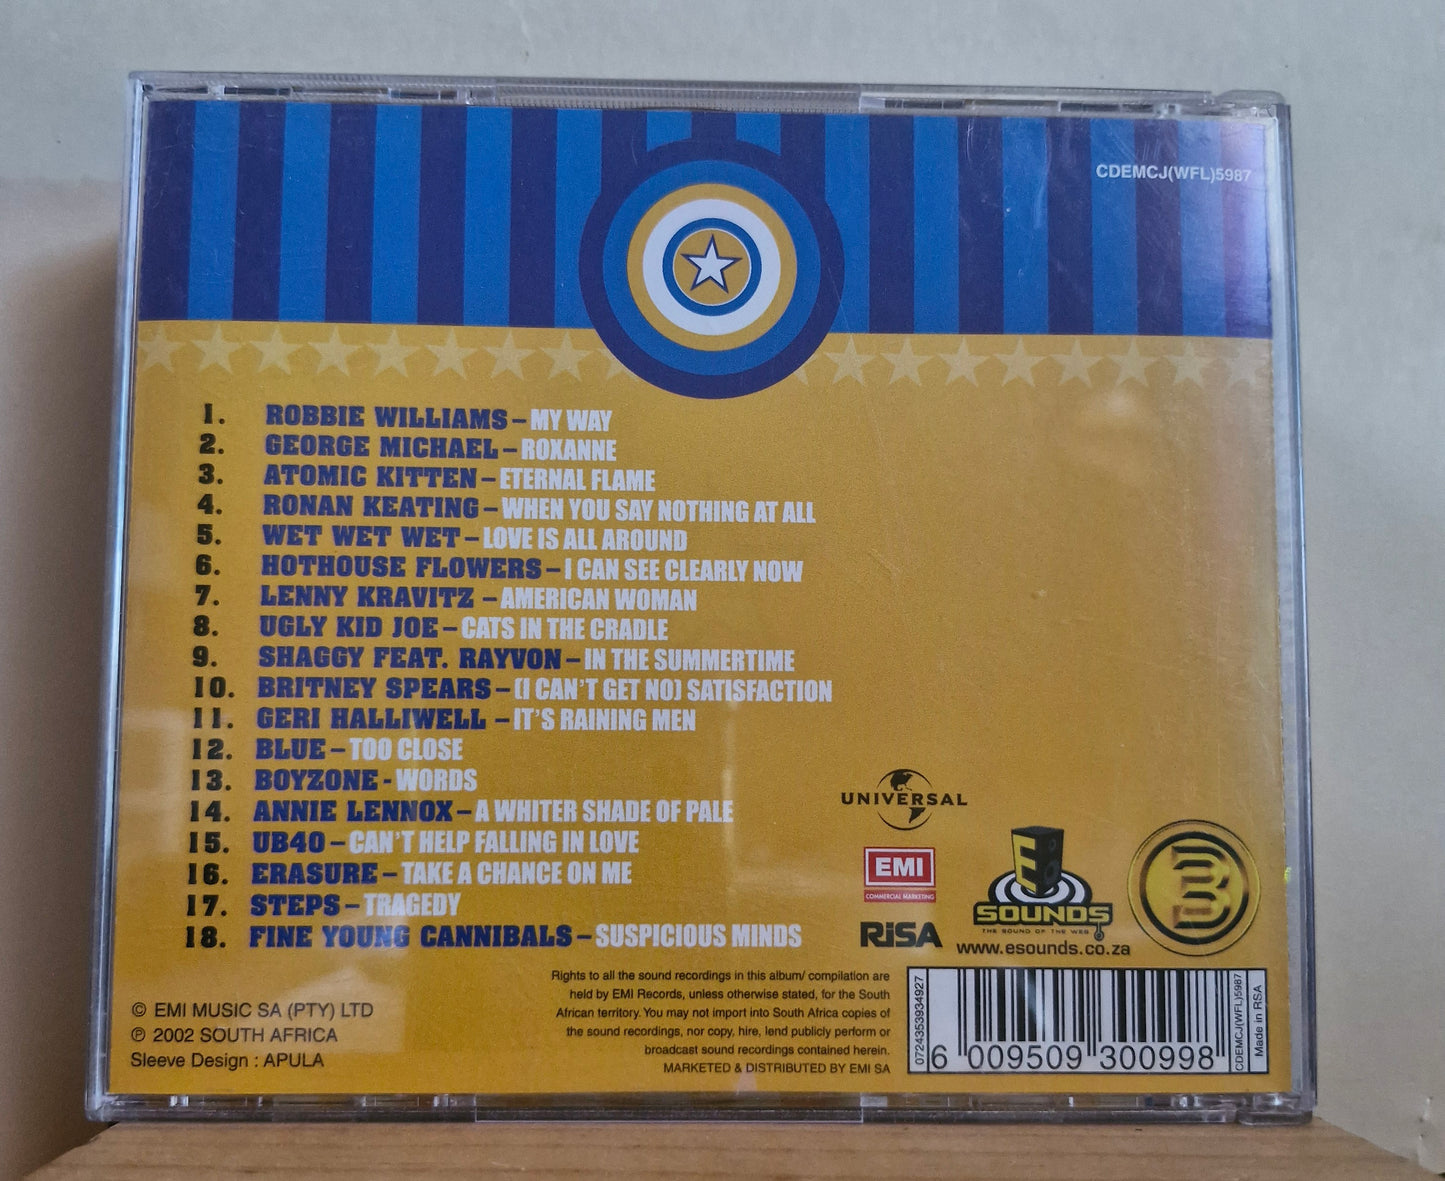 CDEMCJ(WFL)5987
1. ROBBIE WILLIAMS – MY WAY
2. GEORGE MICHAEL – ROXANNE
3. ATOMIC KITTEN – ETERNAL FLAME
4. RONAN KEATING – WHEN YOU SAY NOTHING AT ALL
5. WET WET WET – LOVE IS ALL AROUND
6. HOTHOUSE FLOWERS – I CAN SEE CLEARLY NOW
7. LENNY KRAVITZ – AMERICAN WOMAN
8. UGLY KID JOE – CATS IN THE CRADLE
9. SHAGGY FEAT. RAYVON – IN THE SUMMERTIME
10. BRITNEY SPEARS – (I CAN'T GET NO) SATISFACTION
11. GERI HALLIWELL – IT'S RAINING MEN
12. BLUE – TOO CLOSE
13. BOYZONE - WORDS
14. ANNIE LENNOX – A WHITER SHADE OF PALE
15. UB40 – CAN'T HELP FALLING IN LOVE
16. ERASURE – TAKE A CHANCE ON ME
17. STEPS – TRAGEDY
18. FINE YOUNG CANNIBALS – SUSPICIOUS MINDS
UNIVERSAL
EMI
COMMERCIAL MARKETING
RiSA
E
SOUNDS
THE SOUND OF THE WEB
www.esounds.co.za
3
© EMI MUSIC SA (PTY) LTD
℗ 2002 SOUTH AFRICA
Sleeve Design : APULA
Rights to all the sound recordings in this album/ compilation are
held by EMI Records, unless otherwise stated, for the South
African territory. You may not import into South Africa copies of
the sound recordings, nor copy, hire, lend publicly perform or
broadcast sound recordings contained herein.
MARKETED & DISTRIBUTED BY EMI SA
0724353934927
6 009509 300998
CDEMCJ(WFL)5987
Made in RSA